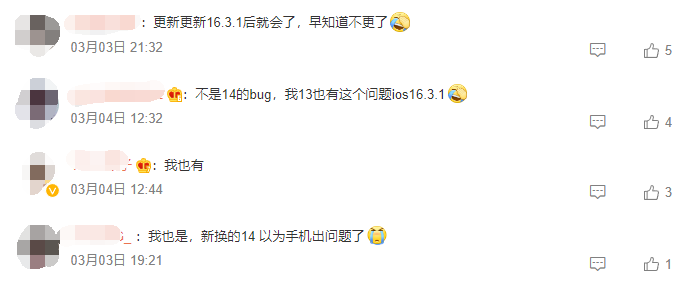 ：更新更新16.3.1后就会了，早知道不更了
03月03日 21:32
5
：不是14的bug，我13也有这个问题ios16.3.1
03月04日 12:32
4
：我也有
03月04日 12:44
3
：我也是，新换的14 以为手机出问题了
03月03日 19:21
1